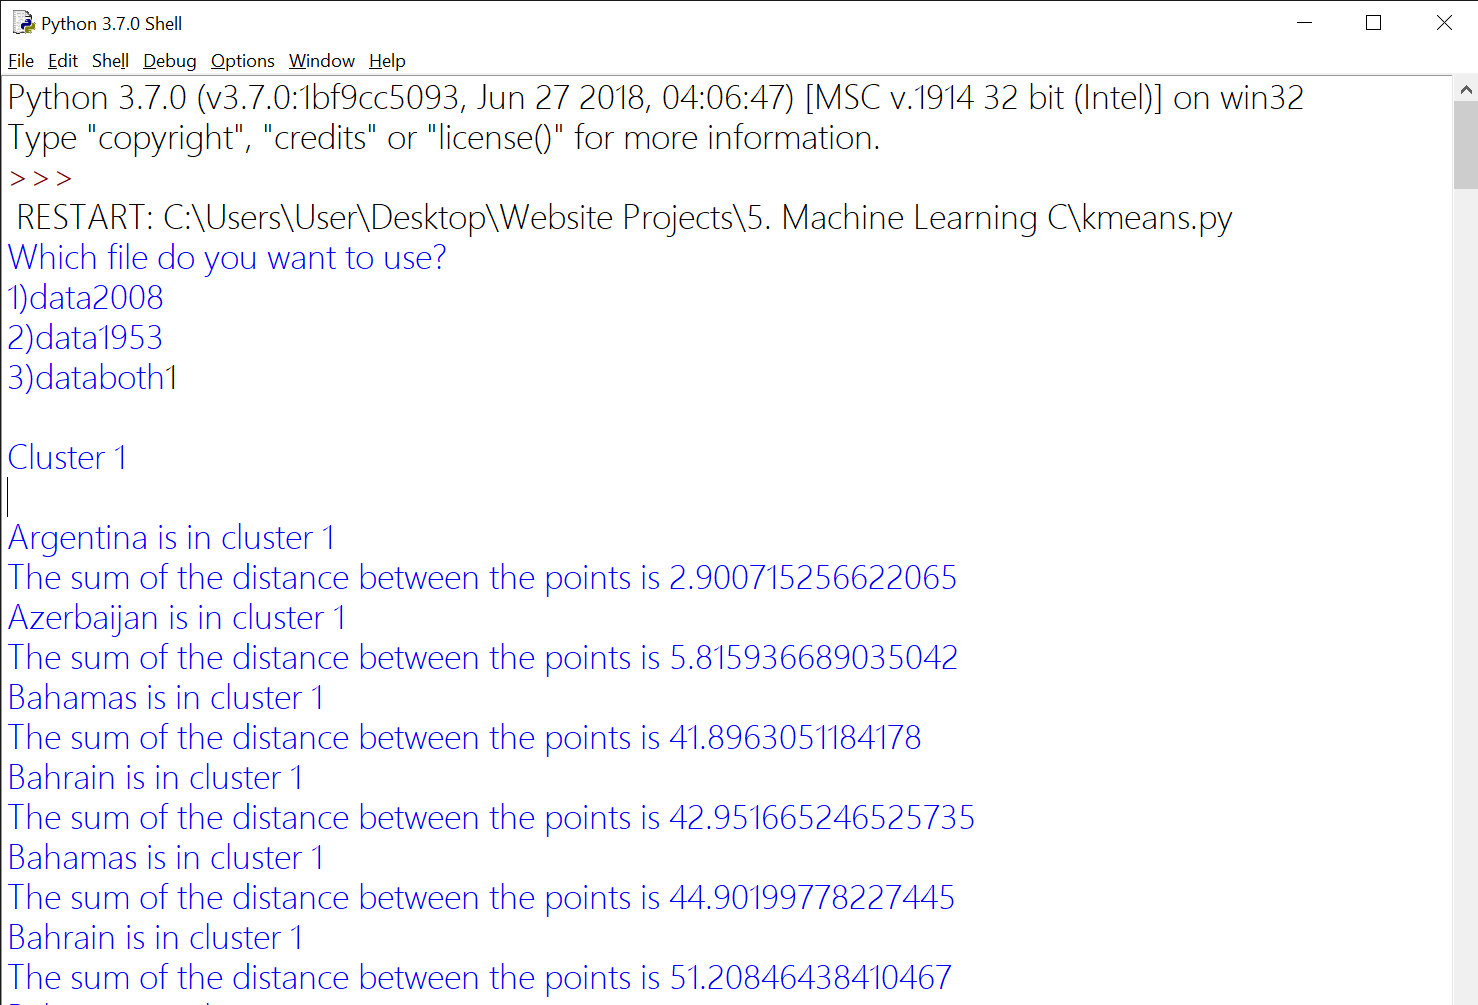 Python 3.7.0 Shell
File Edit Shell Debug Options Window Help
Python 3.7.0 (v3.7.0:1bf9cc5093, Jun 27 2018, 04:06:47) [MSC v.1914 32 bit (Intel)] on win32
Type "copyright", "credits" or "license()" for more information.
>>>
RESTART: C:\Users\User\Desktop\Website Projects\5. Machine Learning C\kmeans.py
Which file do you want to use?
1)data2008
2)data1953
3)databoth1
Cluster 1
Argentina is in cluster 1
The sum of the distance between the points is 2.900715256622065
Azerbaijan is in cluster 1
The sum of the distance between the points is 5.815936689035042
Bahamas is in cluster 1
The sum of the distance between the points is 41.8963051184178
Bahrain is in cluster 1
The sum of the distance between the points is 42.951665246525735
Bahamas is in cluster 1
The sum of the distance between the points is 44.90199778227445
Bahrain is in cluster 1
The sum of the distance between the points is 51.20846438410467